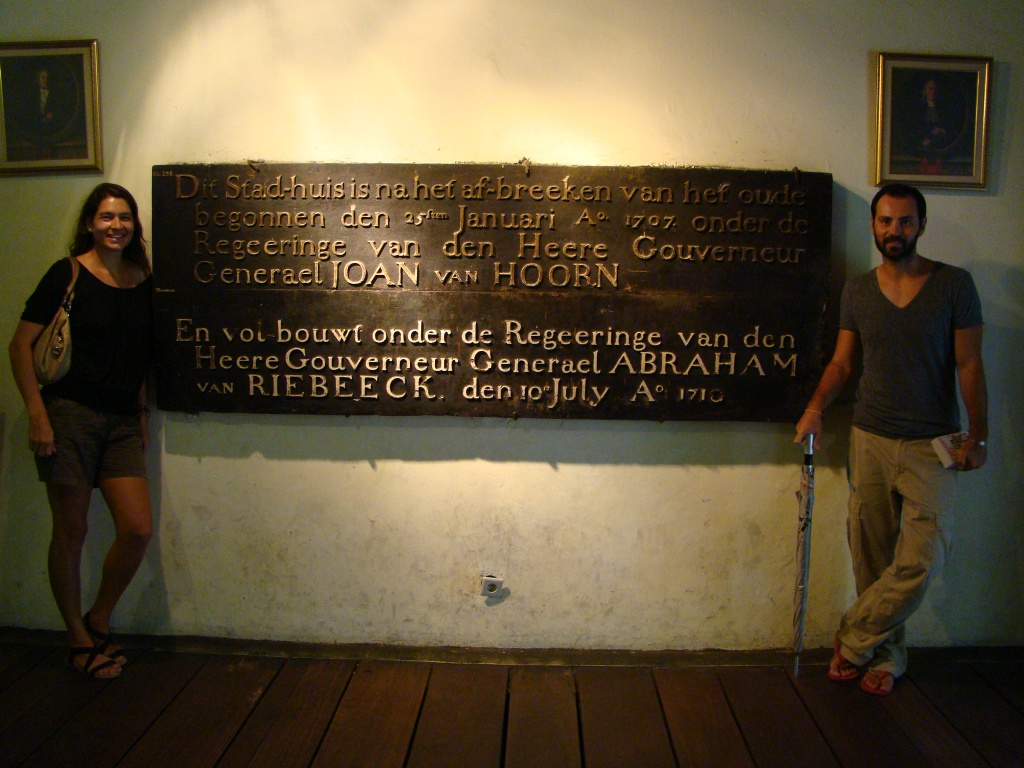 Dit Stad-huis is na het af-breeken van het oude
begonnen den 25sten Januari Ao. 1707. onder de
Regeeringe van den Heere Gouverneur
Generael JOAN VAN HOORN.
En vol-bouwt onder de Regeeringe van den
Heere Gouverneur Generael ABRAHAM
VAN RIEBEECK. den 10en July Ao. 1710